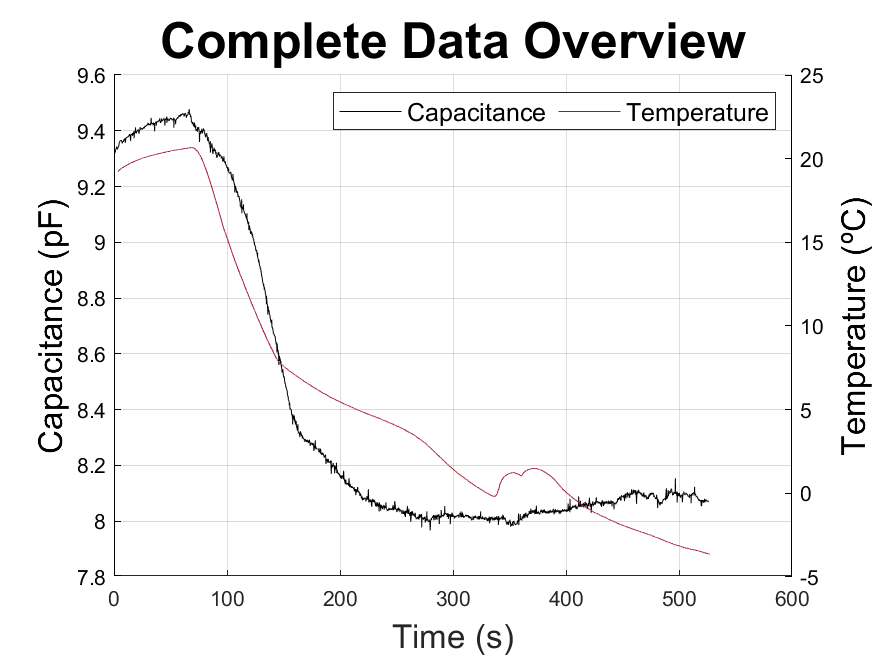 Complete Data Overview
Capacitance Temperature
Capacitance (pF)
9.6
9.4
9.2
9
8.8
8.6
8.4
8.2
8
7.8
25
20
15
10
5
0
-5
Temperature (ºC)
0 100 200 300 400 500 600
Time (s)